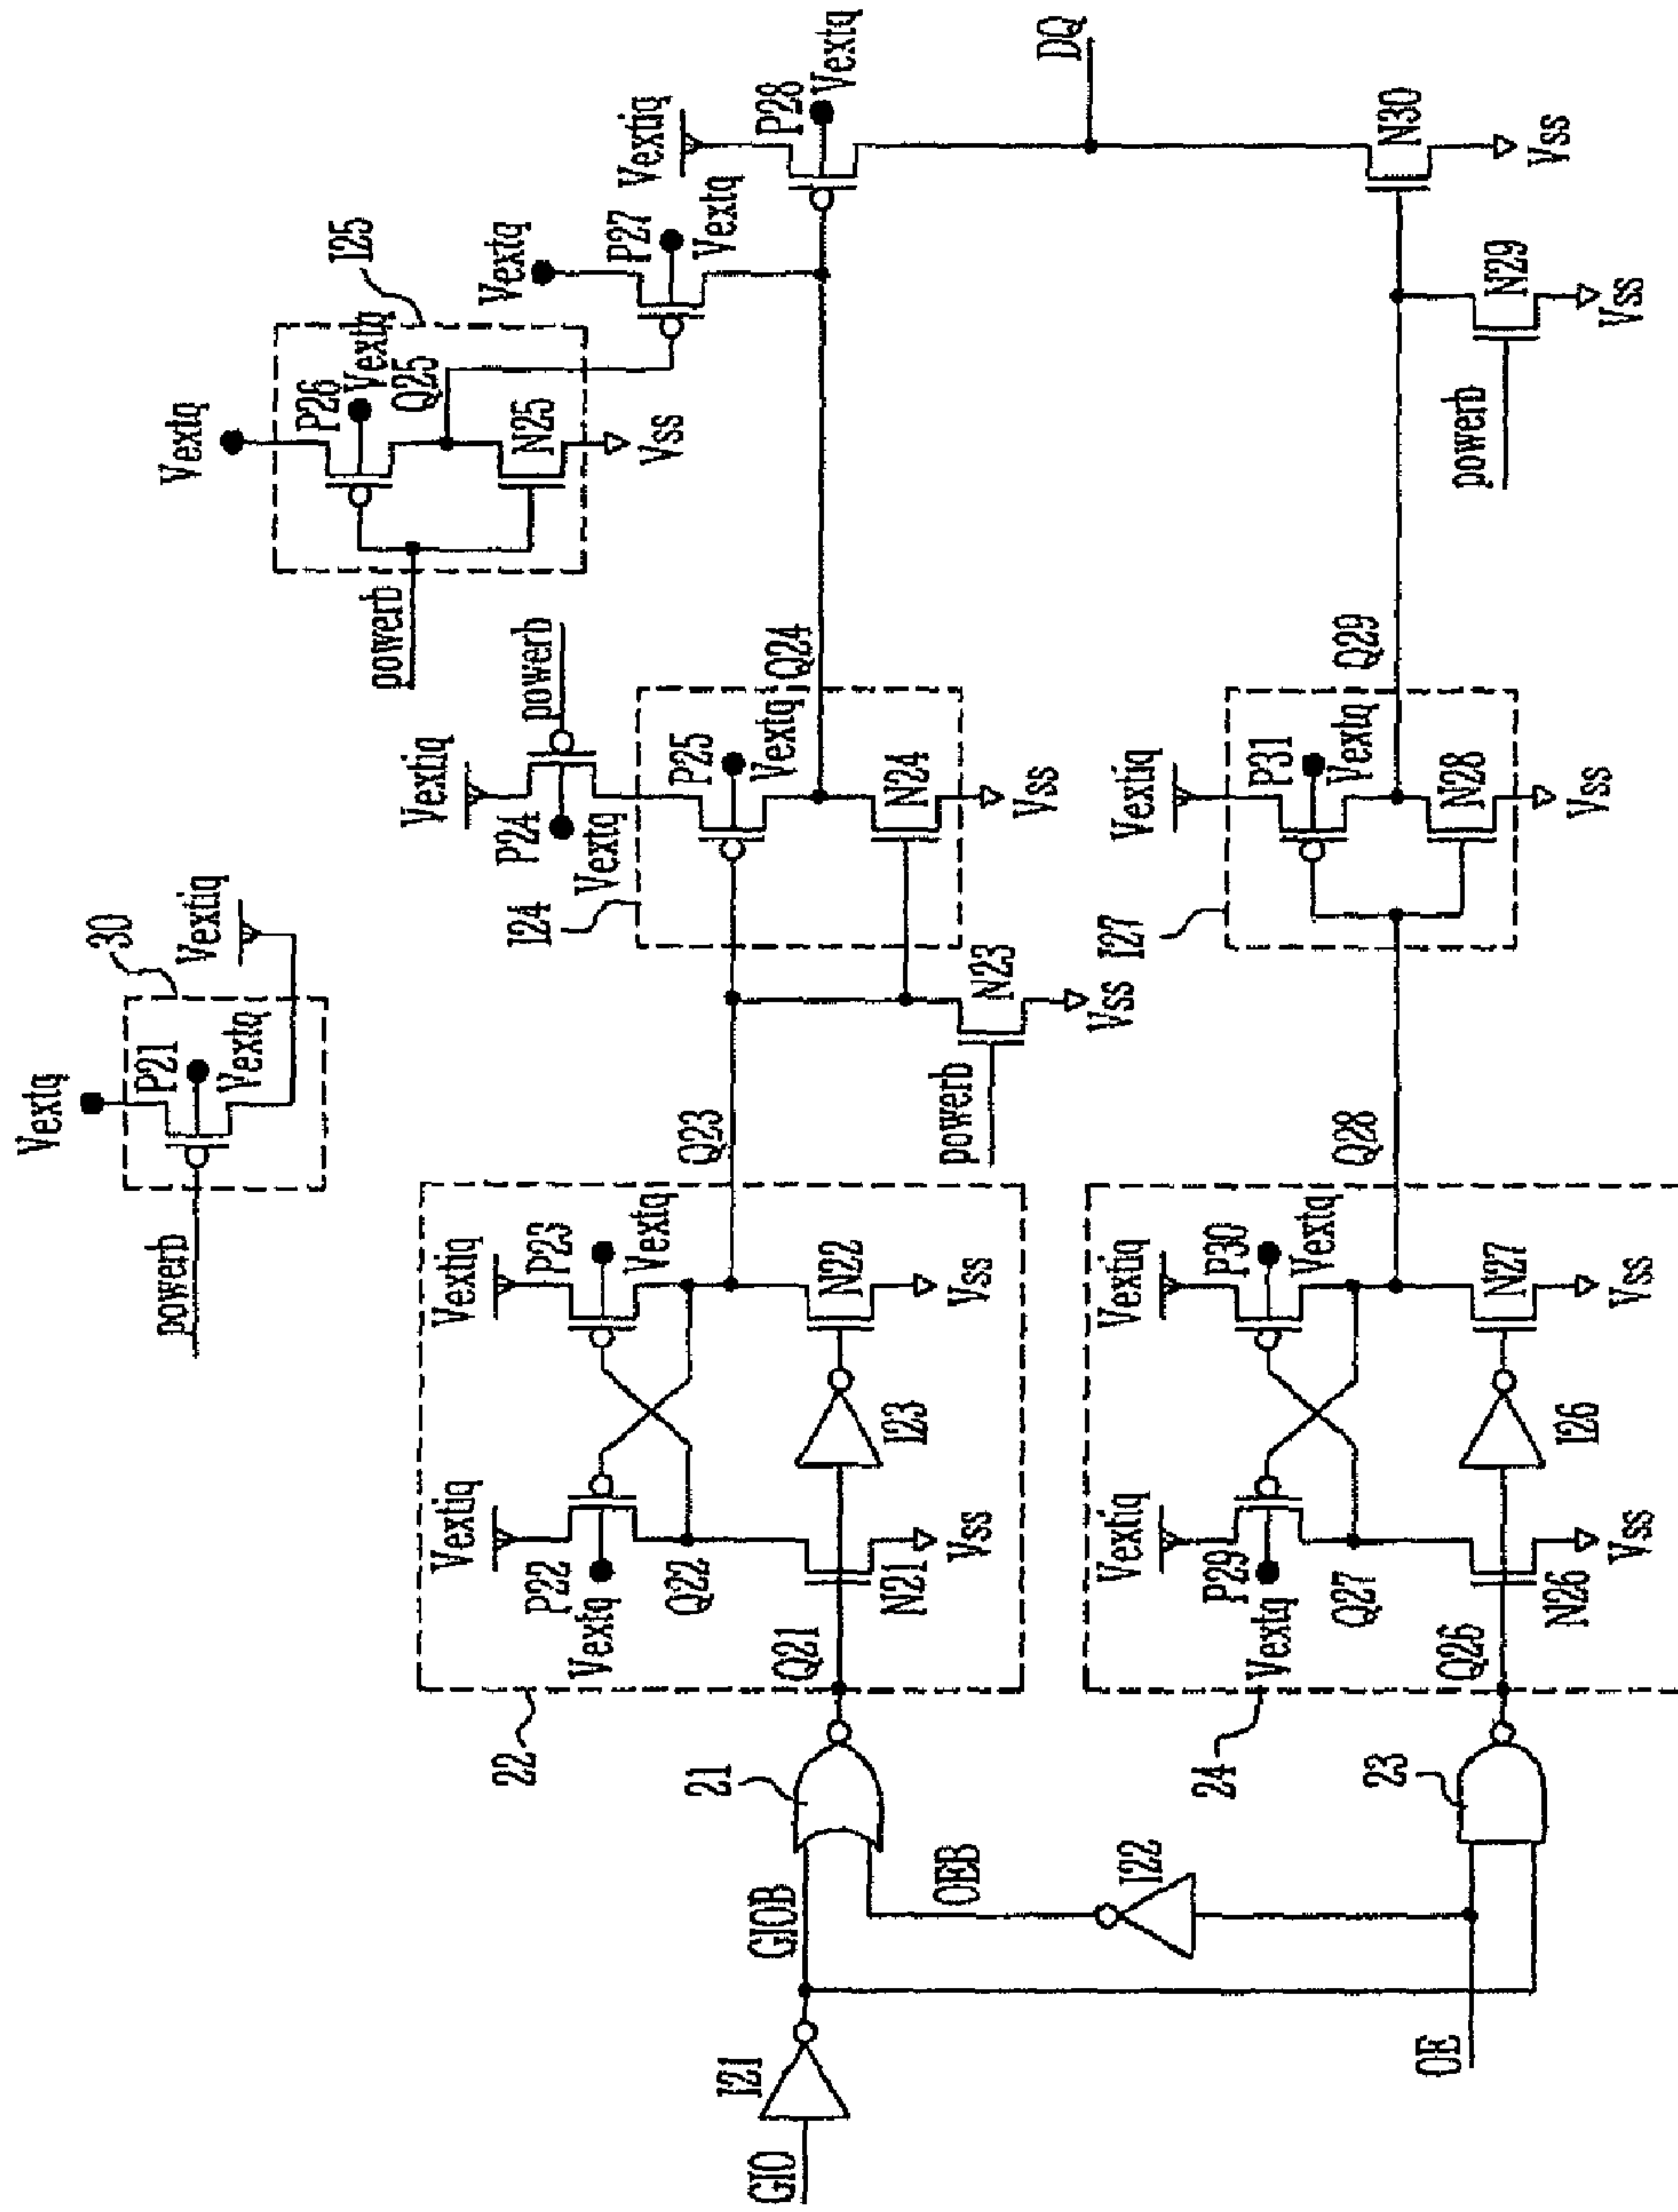 Vextq
P21
Vextq
powerb
30
Vextiq
Vextq
P26
Vextq
Q25
N25
Vss
powerb
I25
Vextq
P27
Vextq
Vextiq
P28
Vextq
DQ
Vextiq
P24
Vextq
powerb
I24
P25
Vextq
Q24
N24
Vss
Q23
N23
Vss
powerb
22
Vextiq
P22
Vextq
Q22
Vextiq
P23
Vextq
Q21
N21
Vss
I23
N22
Vss
GIO
I21
GIOB
21
OEB
I22
OE
23
24
Vextiq
P29
Vextq
Q27
Vextiq
P30
Vextq
Q26
N26
Vss
I26
N27
Vss
Q28
I27
Vextiq
P31
Vextq
N28
Vss
Q29
powerb
N29
Vss
N30
Vss